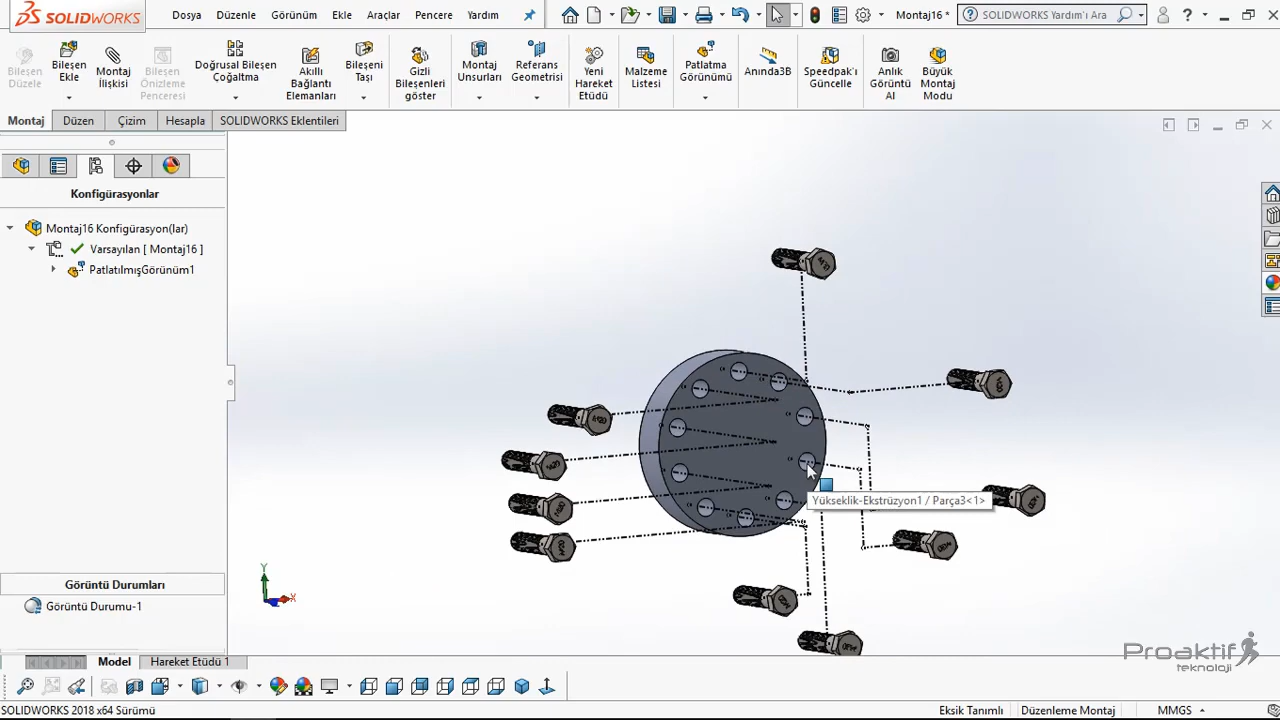 SOLIDWORKS
Dosya
Düzenle
Görünüm
Ekle
Araçlar
Pencere
Yardım
Montaj16 *
SOLIDWORKS Yardım'ı Ara
Bileşen
Düzele
Bileşen
Ekle
Montaj
İlişkisi
Bileşen
Önizleme
Penceresi
Doğrusal Bileşen
Çoğaltma
Akıllı
Bağlantı
Elemanları
Bileşeni
Taşı
Gizli
Bileşenleri
göster
Montaj
Unsurları
Referans
Geometrisi
Yeni
Hareket
Etüdü
Malzeme
Listesi
Patlatma
Görünümü
Anında3B
Speedpak'ı
Güncelle
Anlık
Görüntü
Al
Büyük
Montaj
Modu
Montaj
Düzen
Çizim
Hesapla
SOLIDWORKS Eklentileri
Konfigürasyonlar
Montaj16 Konfigürasyon(lar)
Varsayılan [ Montaj16 ]
PatlatılmışGörünüm1
Yükseklik-Ekstrüzyon1 / Parça3<1>
Görüntü Durumları
Görüntü Durumu-1
Y
X
Proaktif
teknoloji
Model
Hareket Etüdü 1
SOLIDWORKS 2018 x64 Sürümü
Eksik Tanımlı
Düzenleme Montaj
MMGS